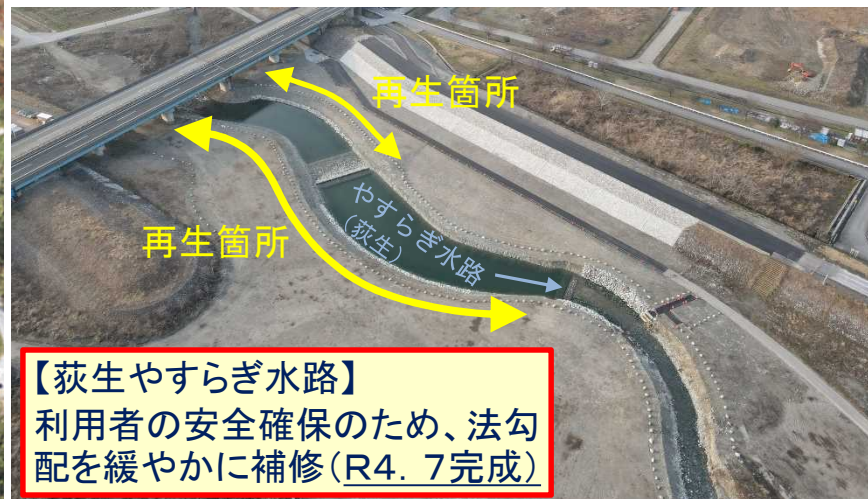 再生箇所
再生箇所
やすらぎ水路
(荻生)
【荻生やすらぎ水路】
利用者の安全確保のため、法勾
配を緩やかに補修(R4．7完成)